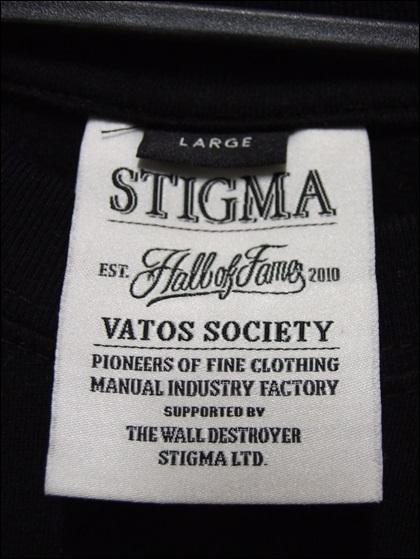 LARGE
STIGMA
EST. Hall of Fame 2010
VATOS SOCIETY
PIONEERS OF FINE CLOTHING
MANUAL INDUSTRY FACTORY
SUPPORTED BY
THE WALL DESTROYER
STIGMA LTD.